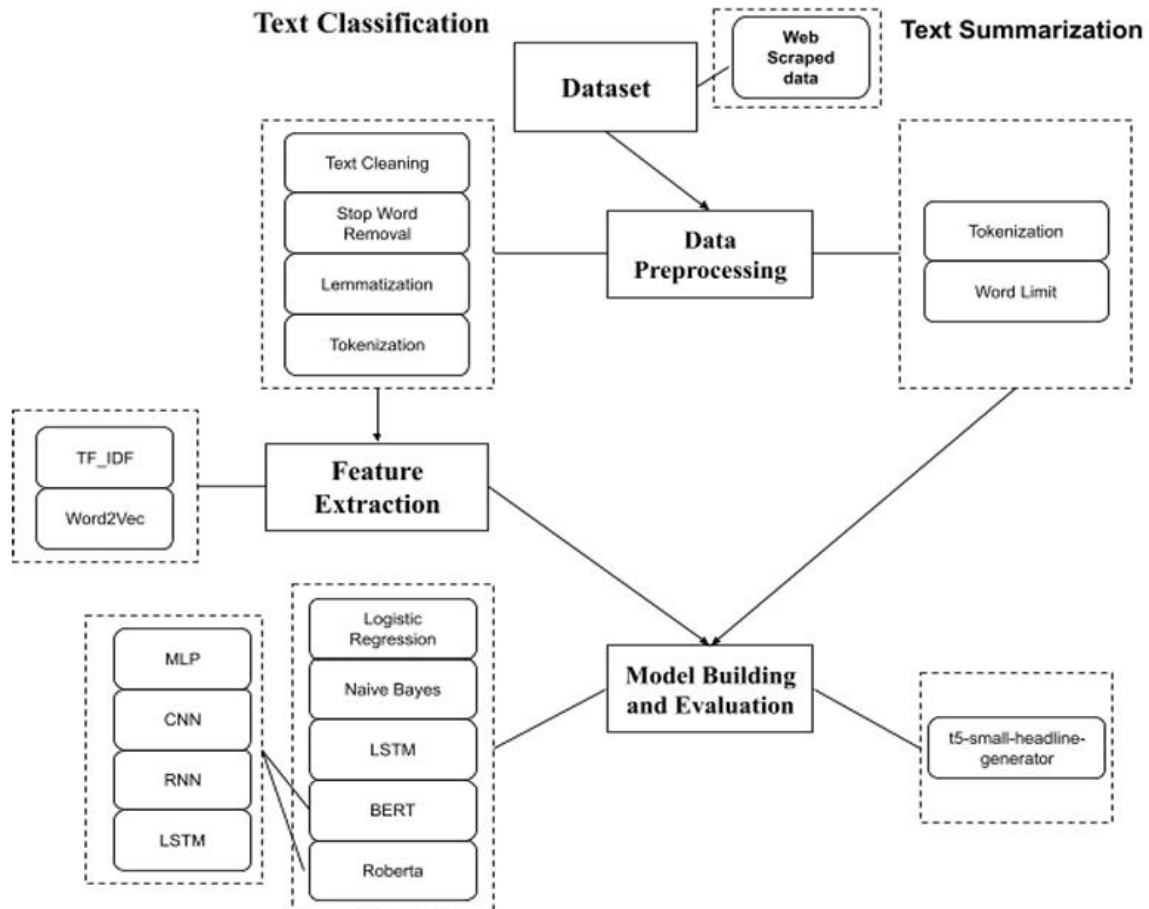 Text Classification
Text Summarization
Web
Scraped
data
Dataset
Text Cleaning
Stop Word
Removal
Lemmatization
Tokenization
Data
Preprocessing
Tokenization
Word Limit
TF_IDF
Word2Vec
Feature
Extraction
MLP
CNN
RNN
LSTM
Logistic
Regression
Naive Bayes
LSTM
BERT
Roberta
Model Building
and Evaluation
t5-small-headline-
generator